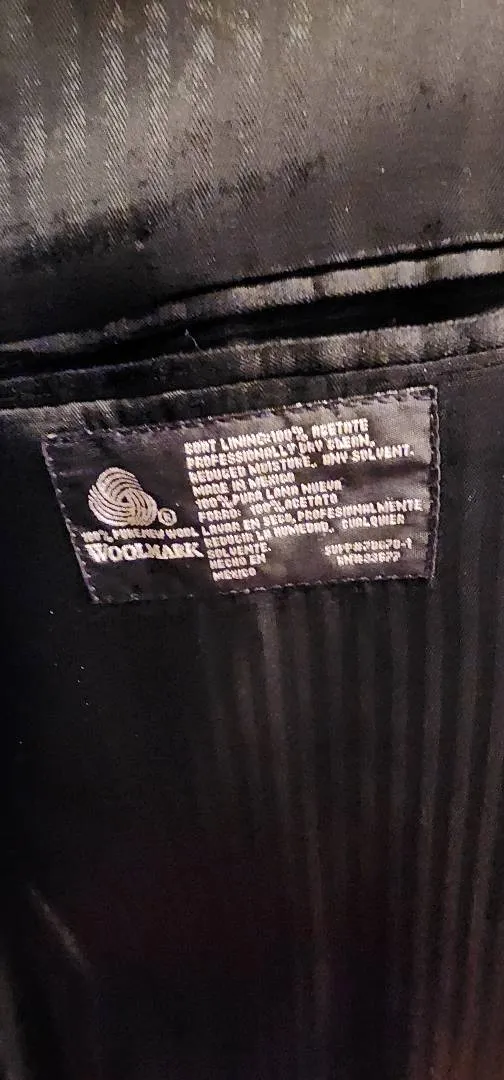 100% PURE NEW WOOL
WOOLMARK
LINING:100% ACETATE
PROFESSIONALLY DRY CLEAN,
REDUCED MOISTURE, ANY SOLVENT.
MADE IN MEXICO
100% PURA LANA NUEVA
FORRO: 100% ACETATO
LAVAR EN SECO, PROFESIONALMENTE
REDUCIR LA HUMEDAD, CUALQUIER
SOLVENTE.
HECHO EN
MEXICO